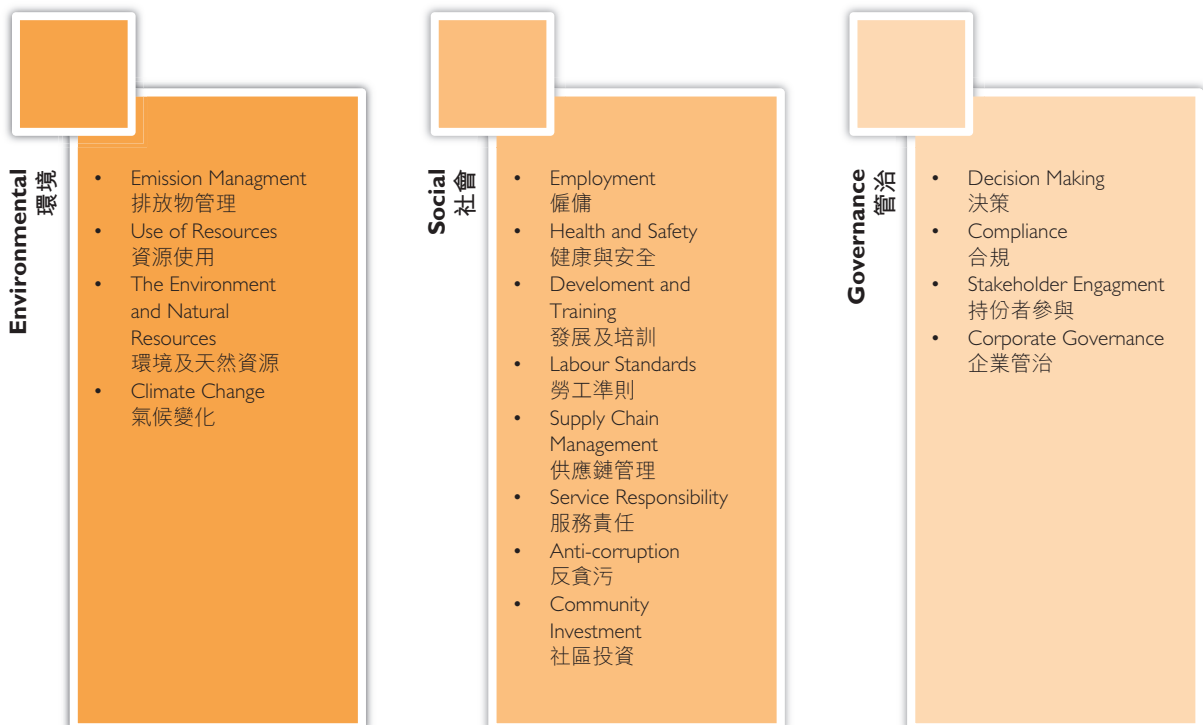 Environmental
環境
• Emission Managment
排放物管理
• Use of Resources
資源使用
• The Environment
and Natural
Resources
環境及天然資源
• Climate Change
氣候變化
Social
社會
• Employment
僱傭
• Health and Safety
健康與安全
• Develoment and
Training
發展及培訓
• Labour Standards
勞工準則
• Supply Chain
Management
供應鏈管理
• Service Responsibility
服務責任
• Anti-corruption
反貪污
• Community
Investment
社區投資
Governance
管治
• Decision Making
決策
• Compliance
合規
• Stakeholder Engagment
持份者參與
• Corporate Governance
企業管治